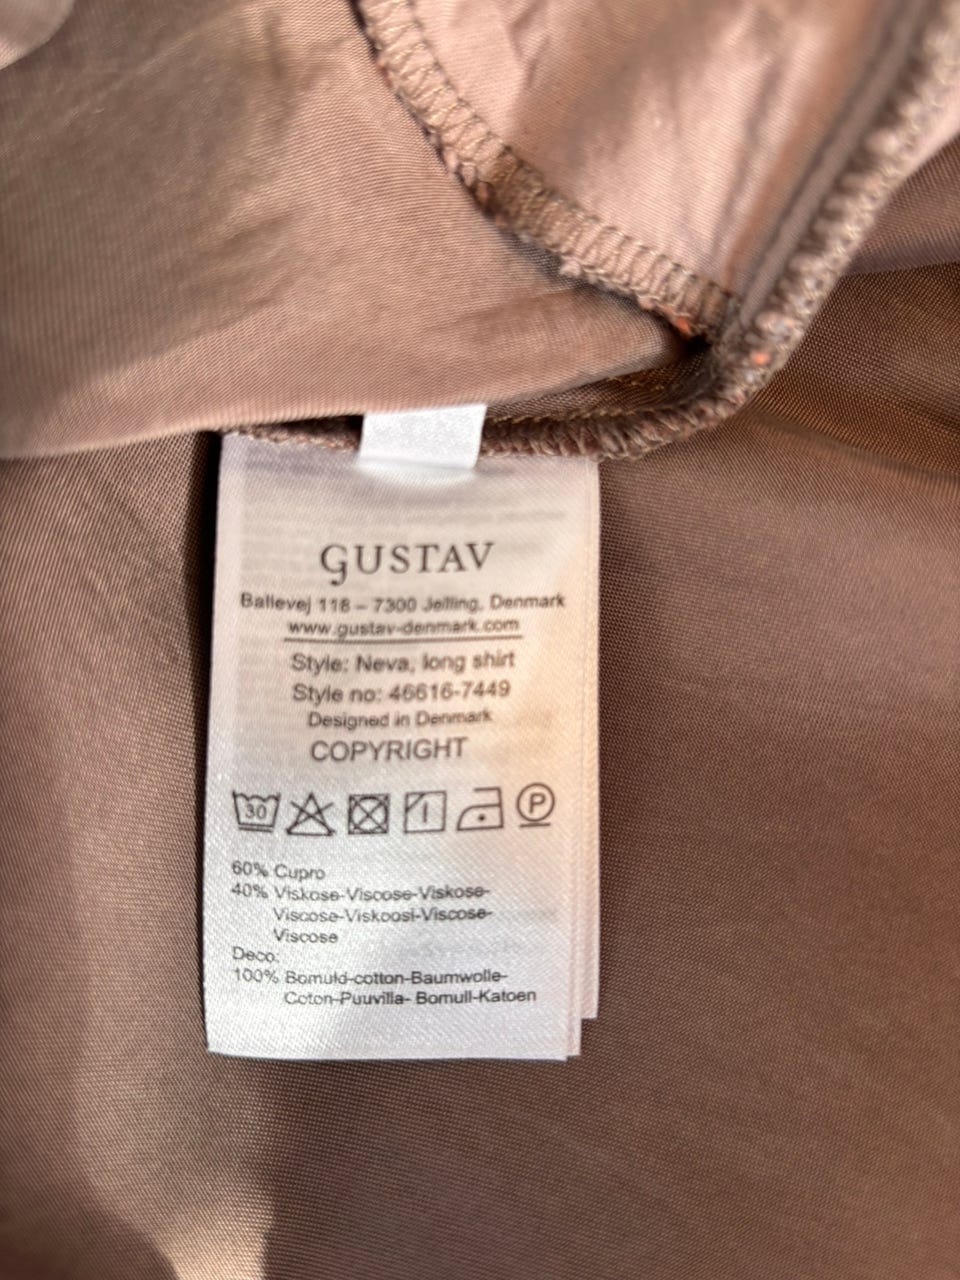 GUSTAV
Ballevej 118 – 7300 Jelling, Denmark
www.gustav-denmark.com
Style: Neva, long shirt
Style no: 46616-7449
Designed in Denmark
COPYRIGHT
30 P
60% Cupro
40% Viskose-Viscose-Viskose-
Viscose-Viskoosi-Viscose-
Viscose
Deco:
100% Bomuld-cotton-Baumwolle-
Coton-Puuvilla- Bomull-Katoen